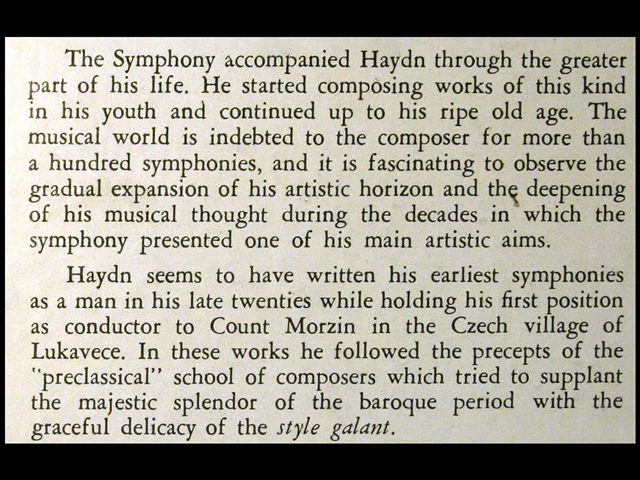 The Symphony accompanied Haydn through the greater
part of his life. He started composing works of this kind
in his youth and continued up to his ripe old age. The
musical world is indebted to the composer for more than
a hundred symphonies, and it is fascinating to observe the
gradual expansion of his artistic horizon and the deepening
of his musical thought during the decades in which the
symphony presented one of his main artistic aims.
Haydn seems to have written his earliest symphonies
as a man in his late twenties while holding his first position
as conductor to Count Morzin in the Czech village of
Lukavece. In these works he followed the precepts of the
"preclassical" school of composers which tried to supplant
the majestic splendor of the baroque period with the
graceful delicacy of the style galant.